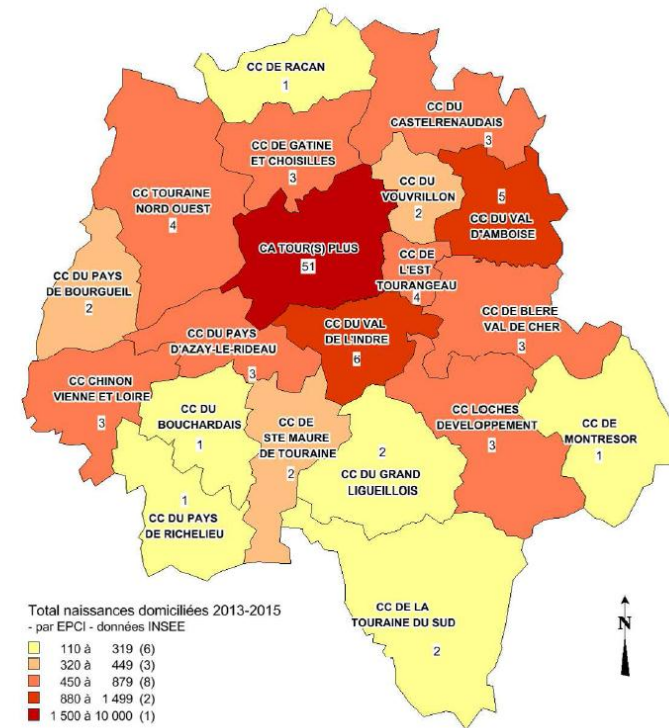 CC DE RACAN
1
CC DU
CASTELRENAUDAIS
3
CC DE GATINE
ET CHOISILLES
3
CC TOURAINE
NORD OUEST
4
CC DU
VOUVRILLON
2
5
CC DU VAL
D'AMBOISE
CA TOUR(S) PLUS
51
CC DE
L'EST
TOURANGEAU
4
CC DU PAYS
DE BOURGUEIL
2
CC DE BLERE
VAL DE CHER
3
CC DU VAL
DE L'INDRE
6
CC DU PAYS
D'AZAY-LE-RIDEAU
3
CC CHINON
VIENNE ET LOIRE
3
CC DU
BOUCHARDAIS
1
CC DE
STE MAURE
DE TOURAINE
2
CC LOCHES
DEVELOPPEMENT
3
CC DE
MONTRESOR
1
2
CC DU GRAND
LIGUEILLOIS
1
CC DU PAYS
DE RICHELIEU
CC DE LA
TOURAINE DU SUD
2
N
Total naissances domiciliées 2013-2015
- par EPCI - données INSEE
110 à 319 (6)
320 à 449 (3)
450 à 879 (8)
880 à 1 499 (2)
1 500 à 10 000 (1)